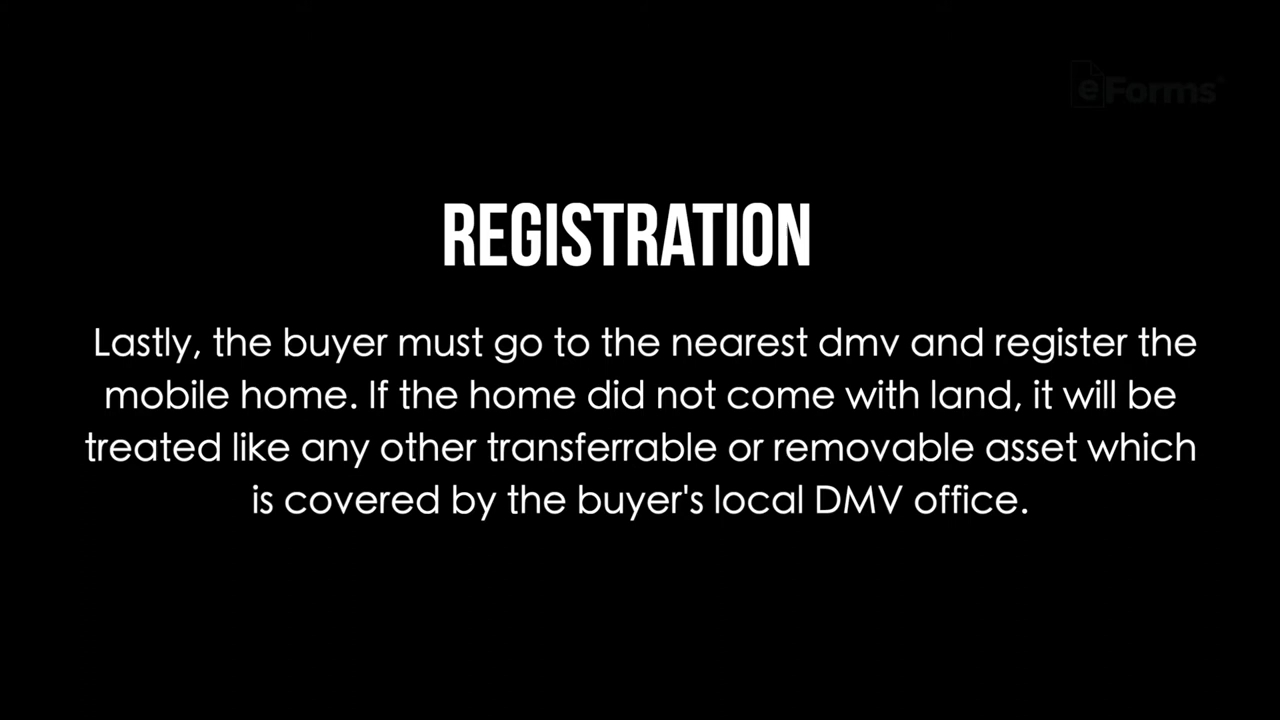 eForms
REGISTRATION
Lastly, the buyer must go to the nearest dmv and register the
mobile home. If the home did not come with land, it will be
treated like any other transferrable or removable asset which
is covered by the buyer's local DMV office.